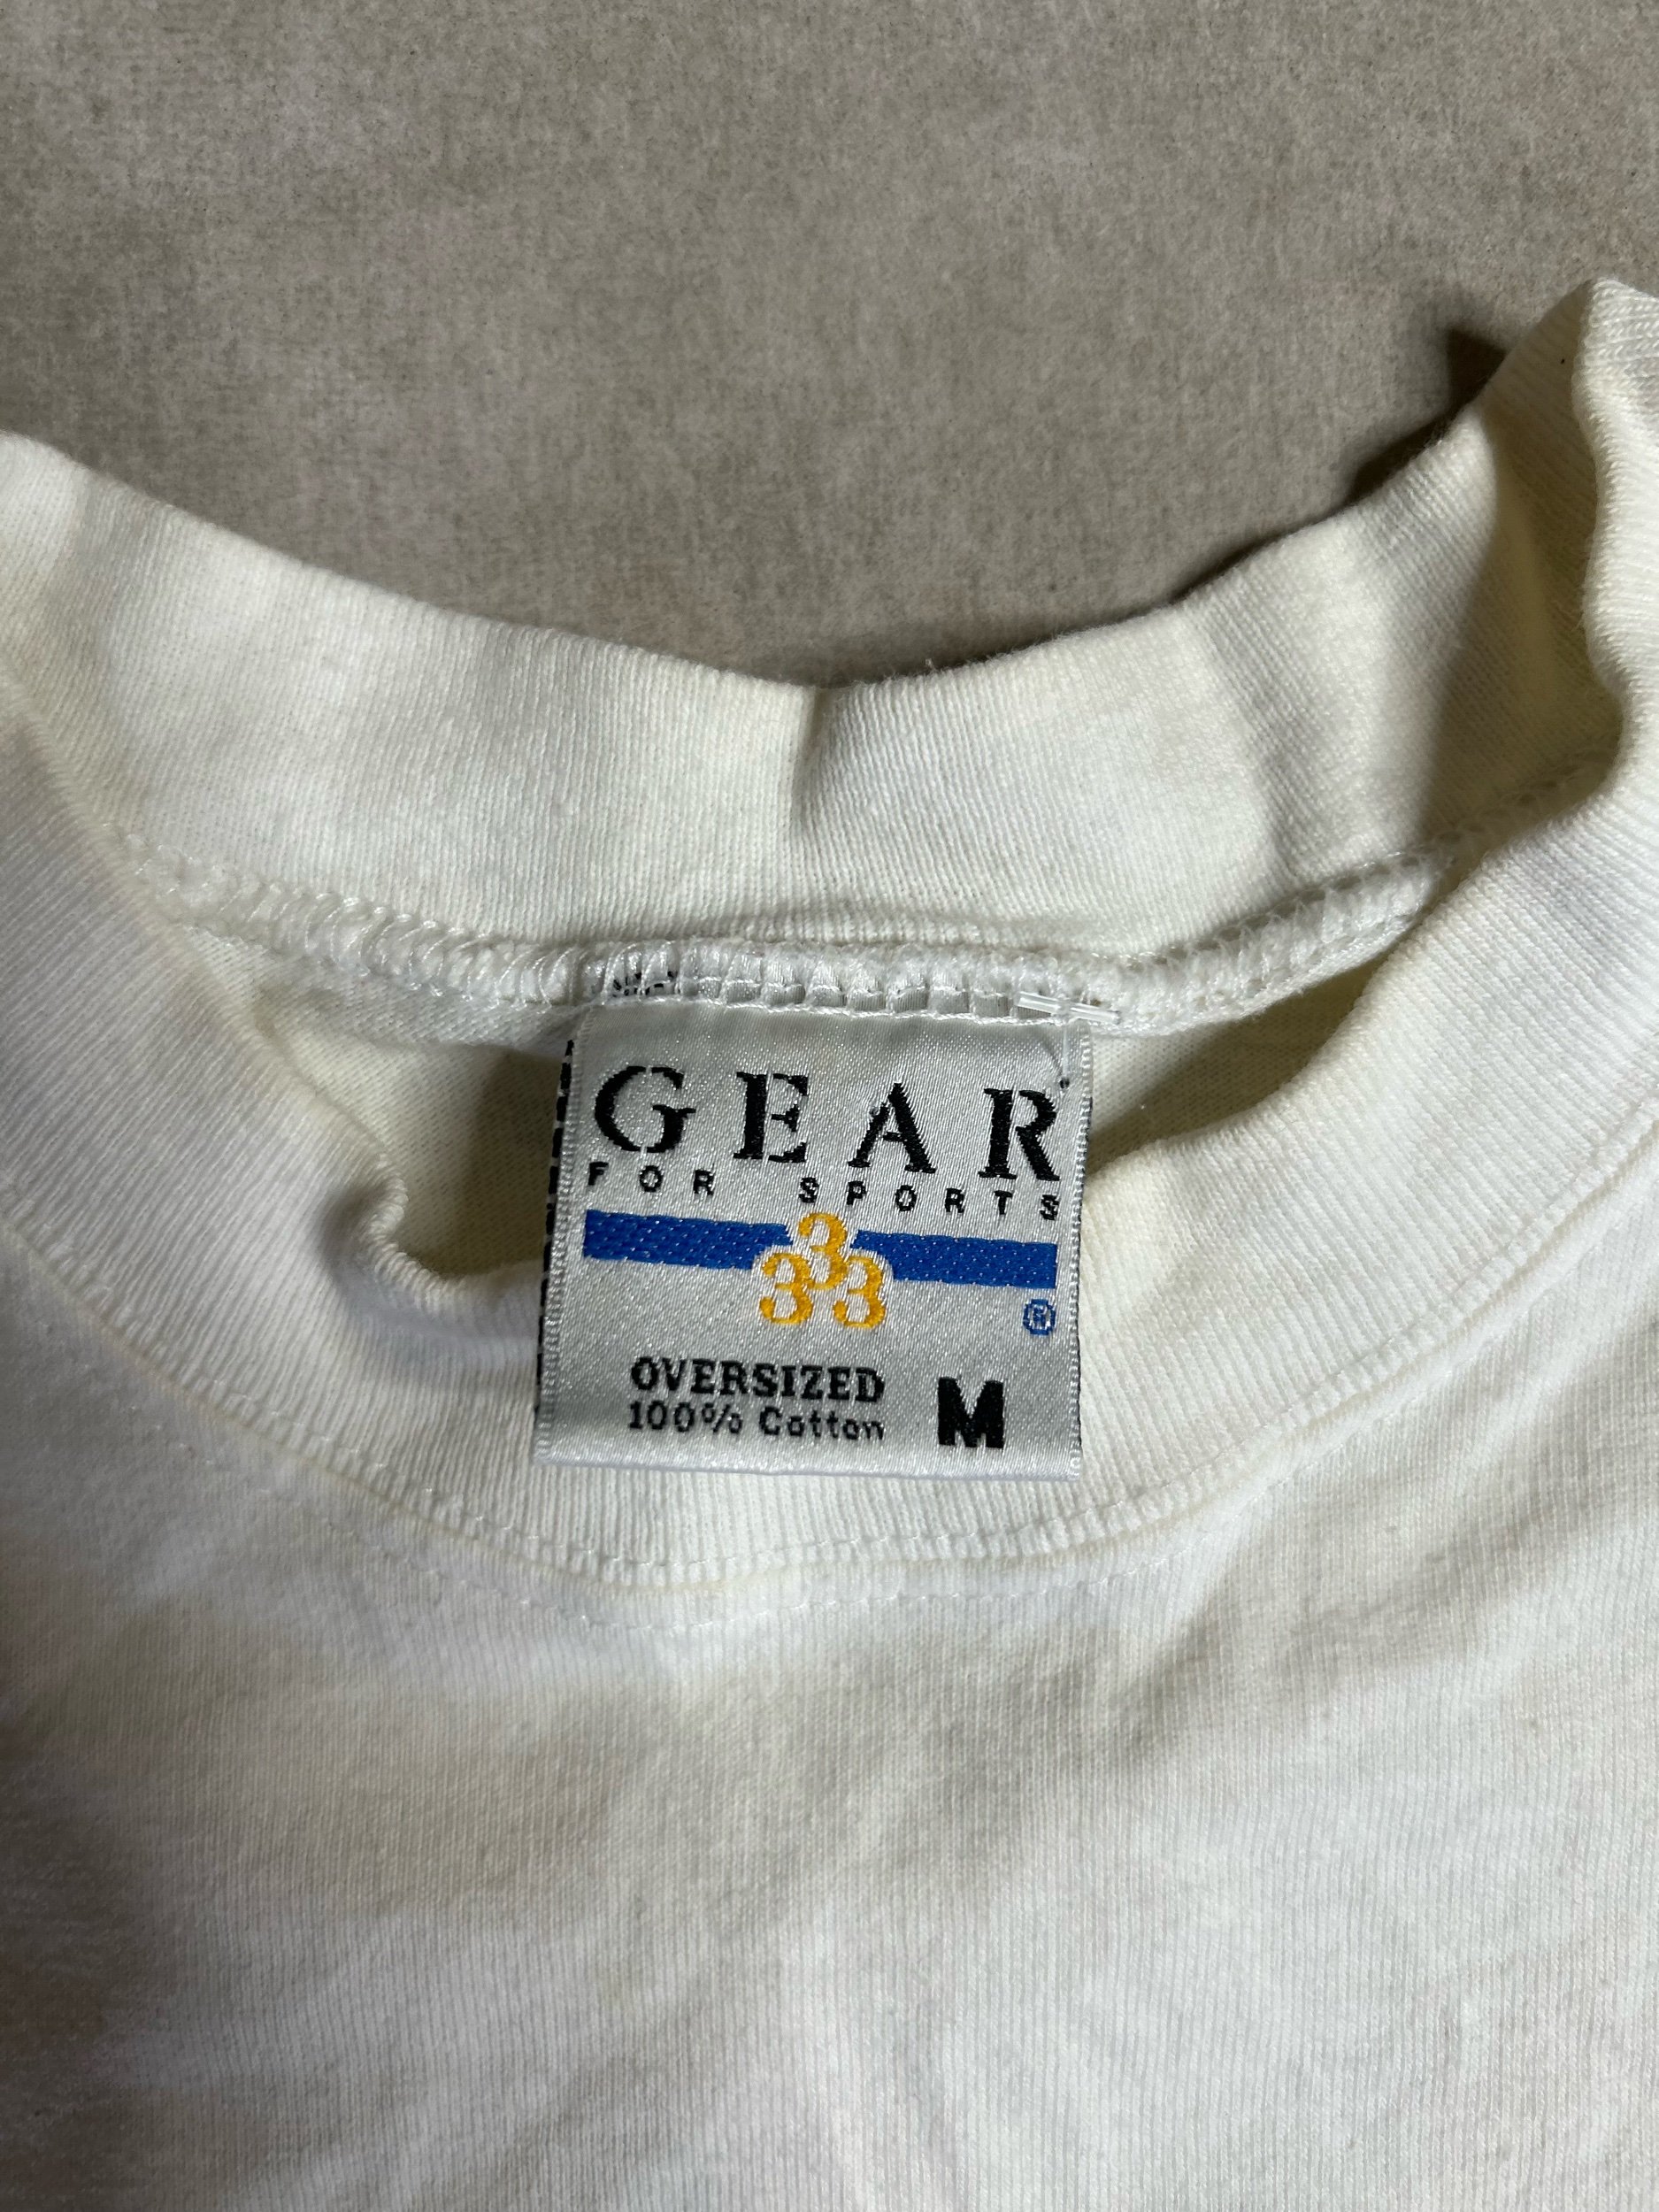 GEAR
FOR SPORTS
3
33
®
OVERSIZED
100% Cotton M